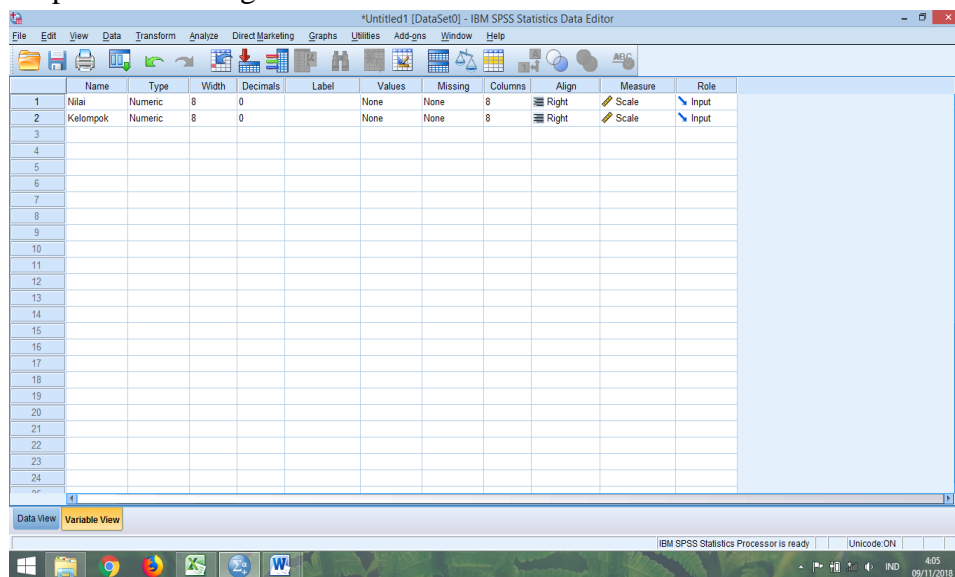 *Untitled1 [DataSet0] - IBM SPSS Statistics Data Editor
File Edit View Data Transform Analyze Direct Marketing Graphs Utilities Add-ons Window Help
Name Type Width Decimals Label Values Missing Columns Align Measure Role
1 Nilai Numeric 8 0 None None 8 Right Scale Input
2 Kelompok Numeric 8 0 None None 8 Right Scale Input
3
4
5
6
7
8
9
10
11
12
13
14
15
16
17
18
19
20
21
22
23
24
Data View Variable View
IBM SPSS Statistics Processor is ready Unicode:ON
IND 4:05
09/11/2018